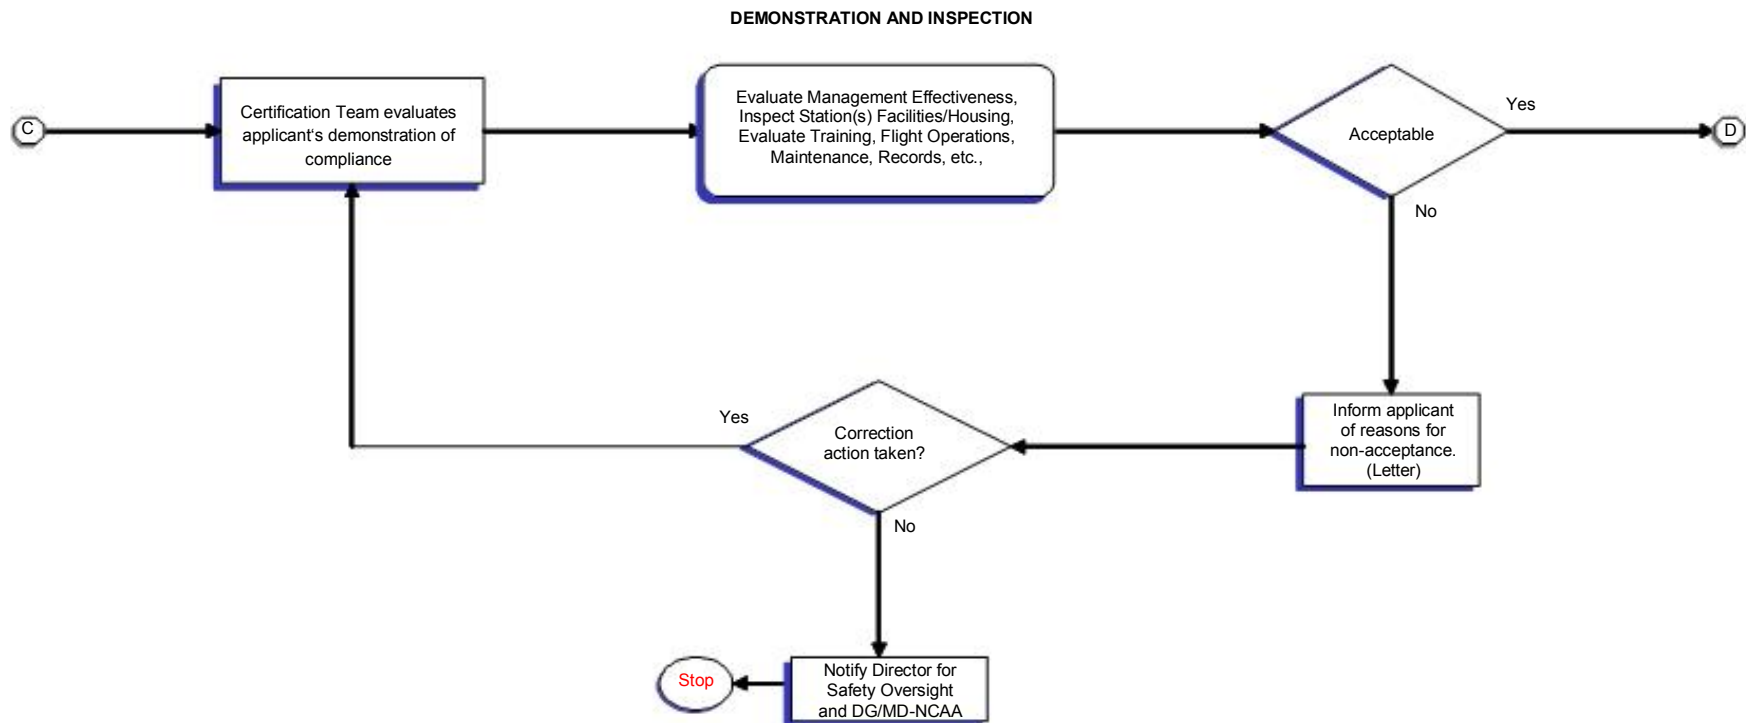 DEMONSTRATION AND INSPECTION
C
Certification Team evaluates
applicant‘s demonstration of
compliance
Evaluate Management Effectiveness,
Inspect Station(s) Facilities/Housing,
Evaluate Training, Flight Operations,
Maintenance, Records, etc.,
Acceptable
Yes
D
No
Inform applicant
of reasons for
non-acceptance.
(Letter)
Correction
action taken?
Yes
No
Notify Director for
Safety Oversight
and DG/MD-NCAA
Stop